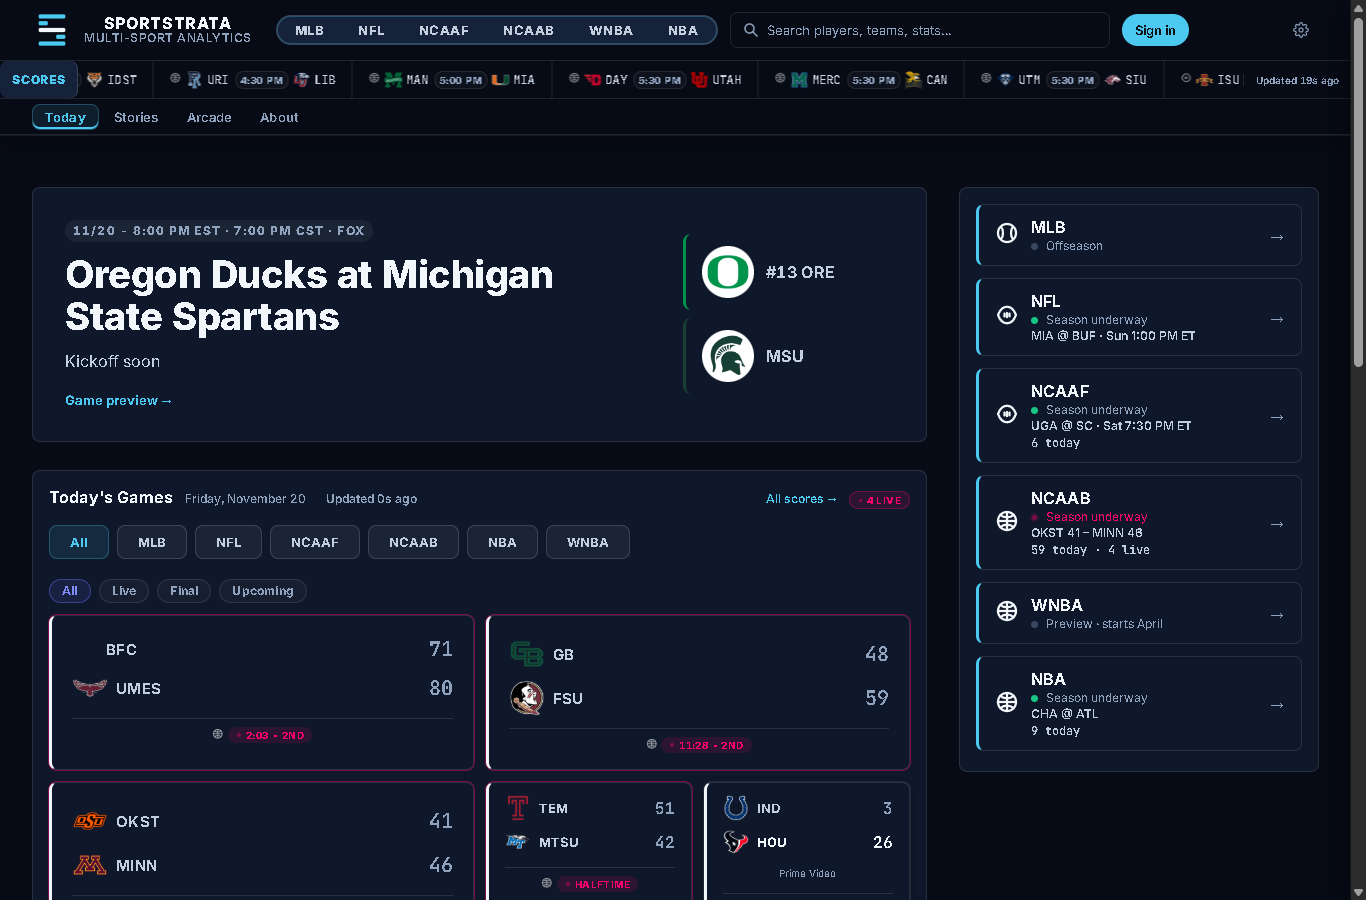 SPORTSTRATA
MULTI-SPORT ANALYTICS
MLB NFL NCAAF NCAAB WNBA NBA
Search players, teams, stats...
Sign in
SCORES
IDST
URI 4:30 PM LIB
MAN 5:00 PM MIA
DAY 5:30 PM UTAH
MERC 5:30 PM CAN
UTM 5:30 PM SIU
ISU
Updated 19s ago
Today Stories Arcade About
11/20 - 8:00 PM EST · 7:00 PM CST · FOX
Oregon Ducks at Michigan
State Spartans
Kickoff soon
Game preview →
#13 ORE
MSU
Today's Games Friday, November 20 Updated 0s ago
All scores → 4 LIVE
All MLB NFL NCAAF NCAAB NBA WNBA
All Live Final Upcoming
BFC 71
UMES 80
2:03 - 2ND
GB 48
FSU 59
11:28 - 2ND
OKST 41
MINN 46
TEM 51
MTSU 42
HALFTIME
IND 3
HOU 26
Prime Video
MLB
Offseason
→
NFL
Season underway
MIA @ BUF · Sun 1:00 PM ET
→
NCAAF
Season underway
UGA @ SC · Sat 7:30 PM ET
6 today
→
NCAAB
Season underway
OKST 41 – MINN 46
59 today · 4 live
→
WNBA
Preview · starts April
→
NBA
Season underway
CHA @ ATL
9 today
→